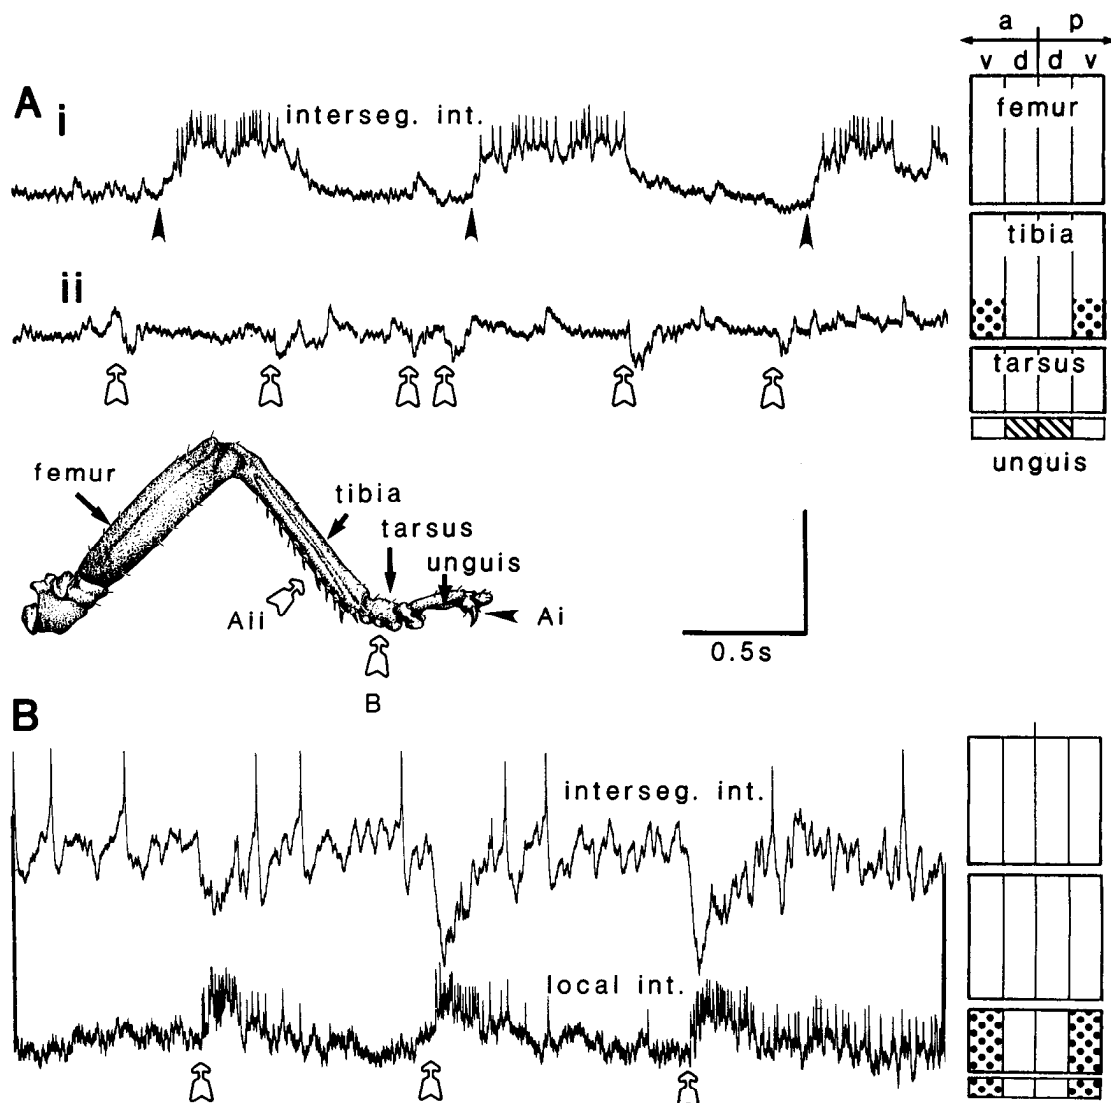 a p
v d d v
A i
interseg. int.
femur
tibia
ii
tarsus
unguis
femur
tibia
tarsus
unguis
Aii
Ai
0.5s
B
B
interseg. int.
local int.